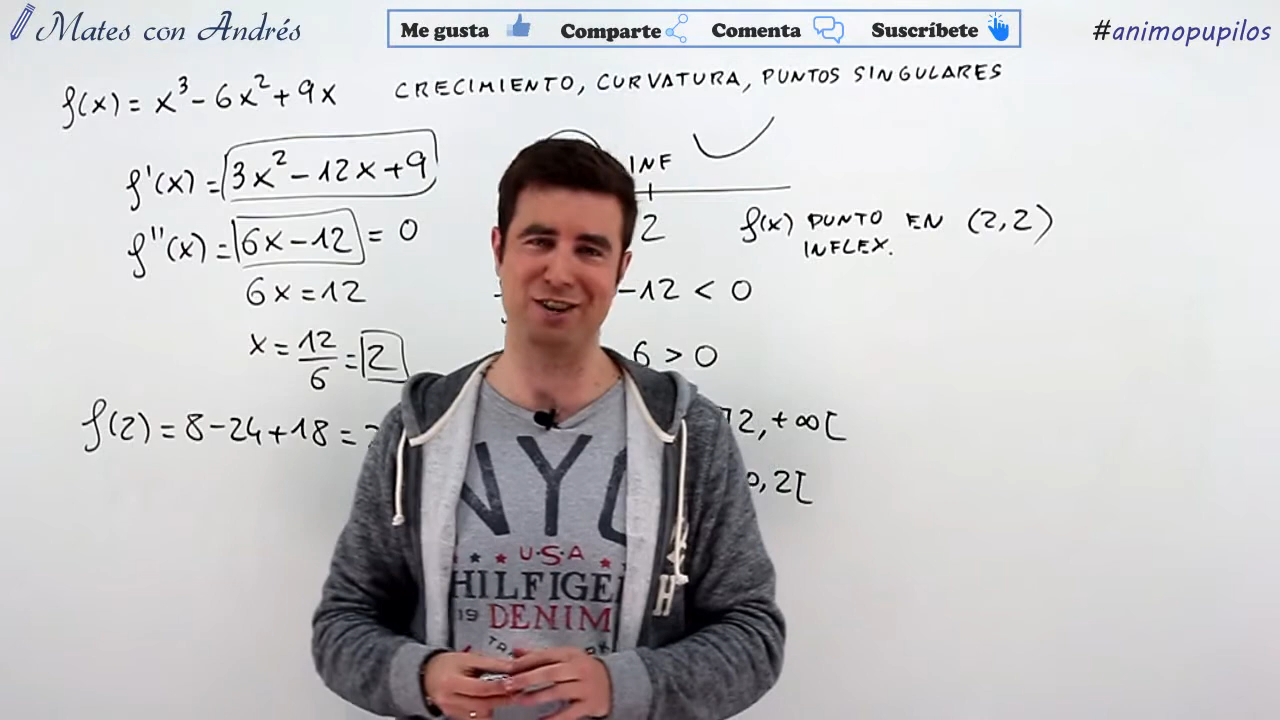 Mates con Andrés
Me gusta Comparte Comenta Suscríbete
#animopupilos
f(x) = x³ - 6x² + 9x
CRECIMIENTO, CURVATURA, PUNTOS SINGULARES
f'(x) = 3x² - 12x + 9
INF
f''(x) = 6x - 12 = 0
2
f(x) PUNTO EN (2,2)
INFLEX.
6x = 12
-12 < 0
x = 12/6 = 2
6 > 0
f(2) = 8 - 24 + 18 =
2, +∞[
, 2[
NYC
U.S.A
HILFIGE
19 DENIM
H